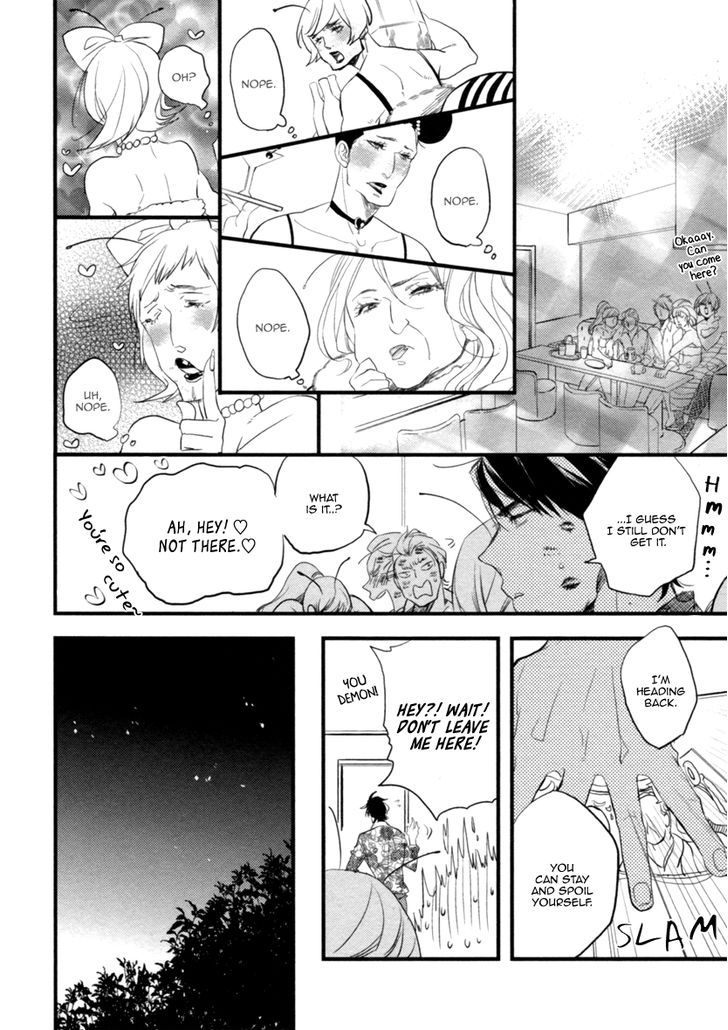 Okaaay.
Can
you come
here?
NOPE.
NOPE.
NOPE.
OH?
UH,
NOPE.
Hmmm...
...I GUESS
I STILL DON'T
GET IT.
WHAT
IS IT..?
AH, HEY! ♡
NOT THERE.♡
You're so cute~
I'M
HEADING
BACK.
YOU
CAN STAY
AND SPOIL
YOURSELF.
SLAM
HEY?! WAIT!
DON'T LEAVE
ME HERE!
YOU
DEMON!